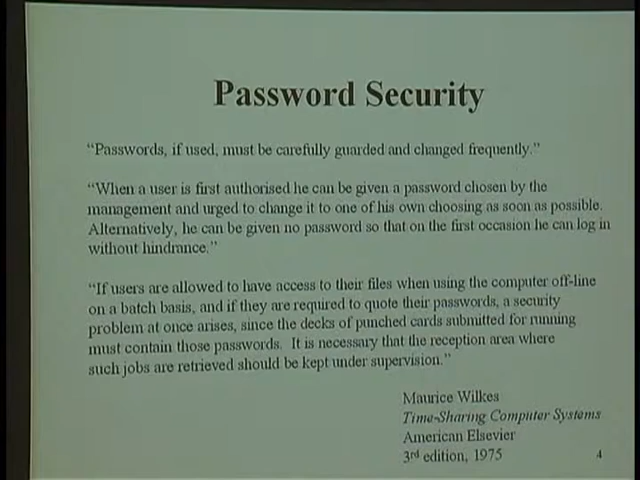 Password Security
“Passwords, if used, must be carefully guarded and changed frequently.”
“When a user is first authorised he can be given a password chosen by the
management and urged to change it to one of his own choosing as soon as possible.
Alternatively, he can be given no password so that on the first occasion he can log in
without hindrance.”
“If users are allowed to have access to their files when using the computer off-line
on a batch basis, and if they are required to quote their passwords, a security
problem at once arises, since the decks of punched cards submitted for running
must contain those passwords. It is necessary that the reception area where
such jobs are retrieved should be kept under supervision.”
Maurice Wilkes
Time-Sharing Computer Systems
American Elsevier
3rd edition, 1975
4